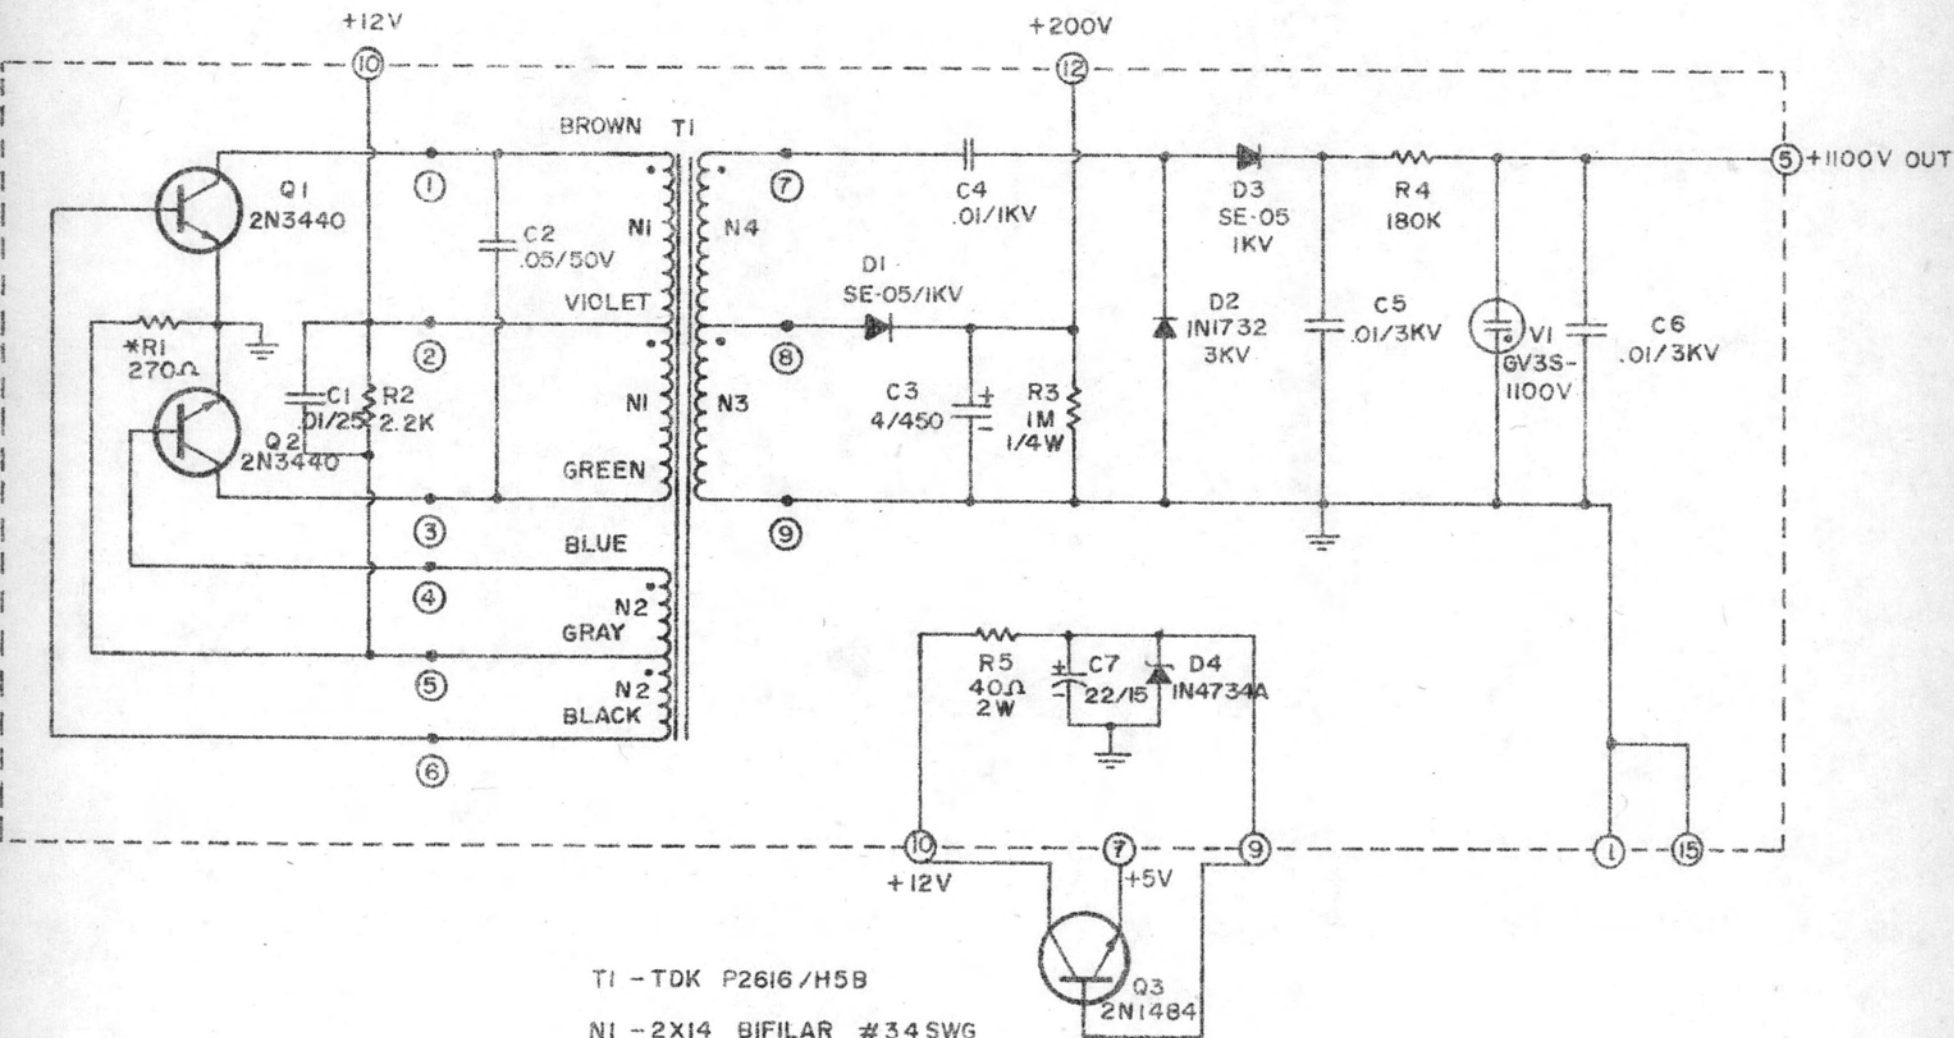 +12V
+200V
10
12
BROWN T1
Q1
2N3440
1
C2
.05/50V
N1
N4
7
C4
.01/1KV
D3
SE-05
1KV
R4
180K
5 +1100V OUT
VIOLET
D1
SE-05/1KV
*R1
270Ω
2
8
D2
1N1732
3KV
C5
.01/3KV
V1
GV3S-
1100V
C6
.01/3KV
C1
.01/25
R2
2.2K
N1
N3
C3
4/450
+
-
R3
1M
1/4W
Q2
2N3440
GREEN
3
9
BLUE
4
N2
GRAY
5
N2
BLACK
6
R5
40Ω
2W
+
-
C7
22/15
D4
1N4734A
10
7
9
1
15
+12V
+5V
Q3
2N1484
T1 - TDK P2616/H5B
N1 - 2X14 BIFILAR #34SWG